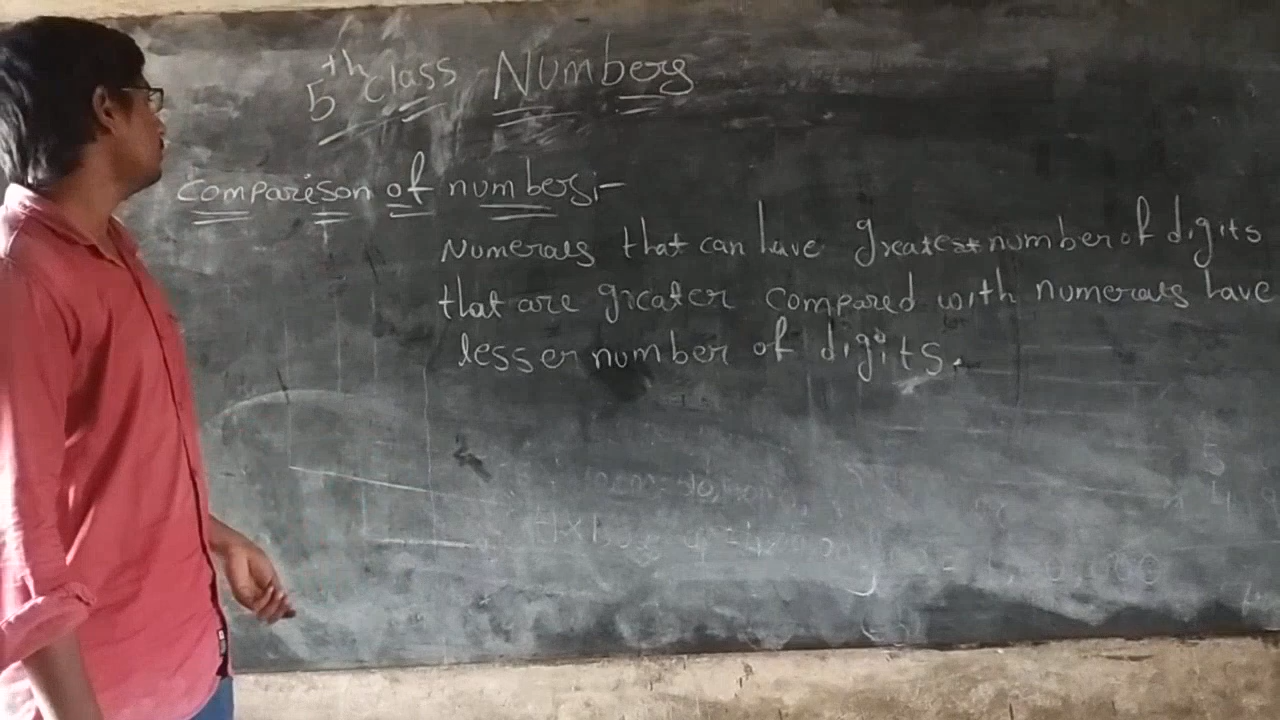 5th class Numbers
Comparison of numbers:-
Numerals that can have greatest number of digits
that are greater compared with numerals have
lesser number of digits.
5